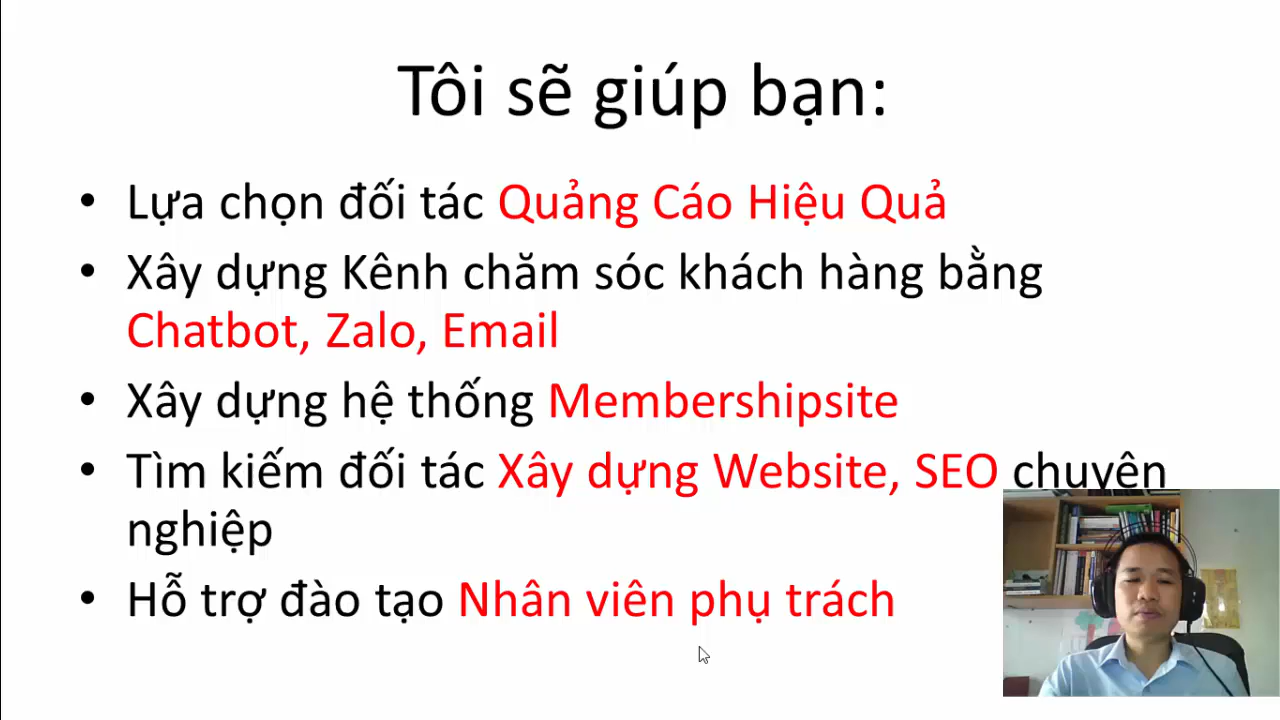 Tôi sẽ giúp bạn:
• Lựa chọn đối tác Quảng Cáo Hiệu Quả
• Xây dựng Kênh chăm sóc khách hàng bằng
Chatbot, Zalo, Email
• Xây dựng hệ thống Membershipsite
• Tìm kiếm đối tác Xây dựng Website, SEO chuyên
nghiệp
• Hỗ trợ đào tạo Nhân viên phụ trách